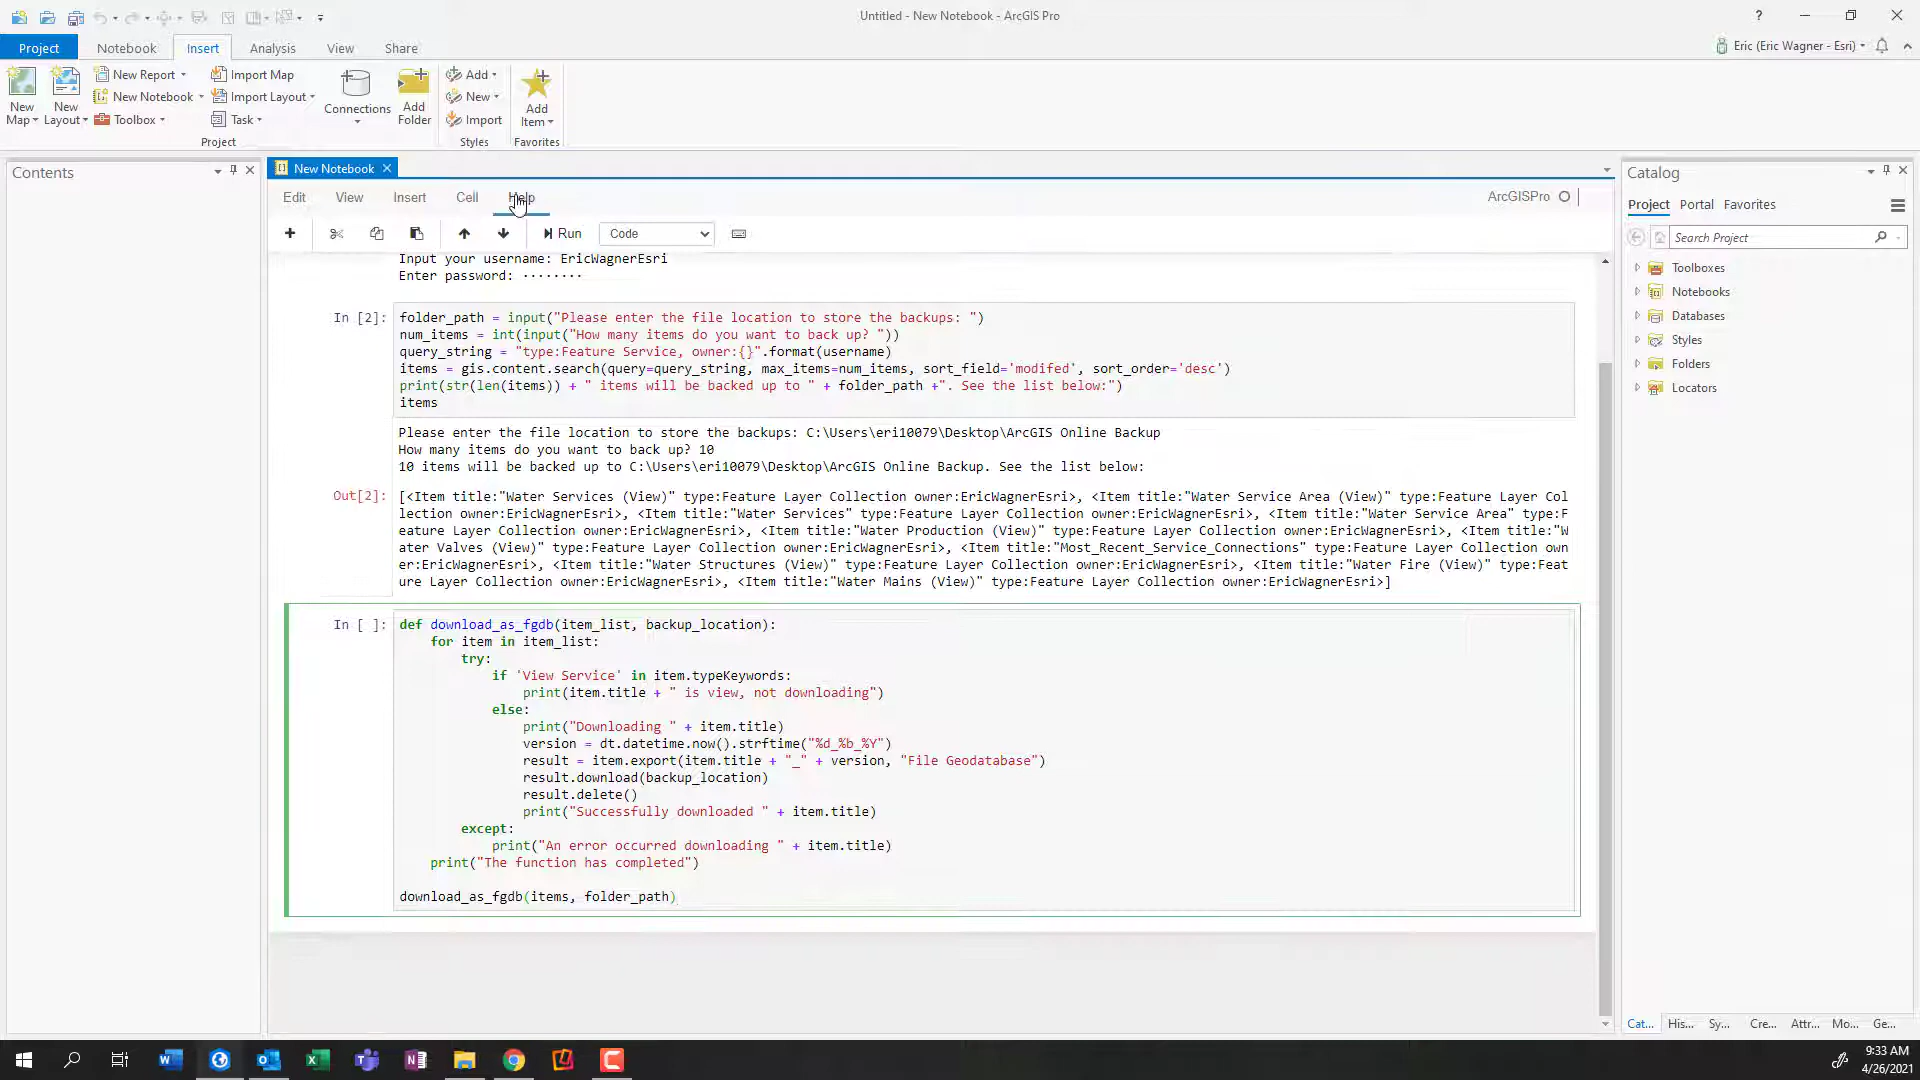 Untitled - New Notebook - ArcGIS Pro
?
Project Notebook Insert Analysis View Share
Eric (Eric Wagner - Esri)
New Map
New Layout
New Report
New Notebook
Toolbox
Import Map
Import Layout
Task
Project
Connections
Add Folder
Add
New
Import
Styles
Add Item
Favorites
Contents
New Notebook
Edit View Insert Cell Help
ArcGISPro
Run
Code
Input your username: EricWagnerEsri
Enter password: ········
In [2]:
folder_path = input("Please enter the file location to store the backups: ")
num_items = int(input("How many items do you want to back up? "))
query_string = "type:Feature Service, owner:{}".format(username)
items = gis.content.search(query=query_string, max_items=num_items, sort_field='modifed', sort_order='desc')
print(str(len(items)) + " items will be backed up to " + folder_path +". See the list below:")
items
Please enter the file location to store the backups: C:\Users\eri10079\Desktop\ArcGIS Online Backup
How many items do you want to back up? 10
10 items will be backed up to C:\Users\eri10079\Desktop\ArcGIS Online Backup. See the list below:
Out[2]:
[<Item title:"Water Services (View)" type:Feature Layer Collection owner:EricWagnerEsri>, <Item title:"Water Service Area (View)" type:Feature Layer Col
lection owner:EricWagnerEsri>, <Item title:"Water Services" type:Feature Layer Collection owner:EricWagnerEsri>, <Item title:"Water Service Area" type:F
eature Layer Collection owner:EricWagnerEsri>, <Item title:"Water Production (View)" type:Feature Layer Collection owner:EricWagnerEsri>, <Item title:"W
ater Valves (View)" type:Feature Layer Collection owner:EricWagnerEsri>, <Item title:"Most_Recent_Service_Connections" type:Feature Layer Collection own
er:EricWagnerEsri>, <Item title:"Water Structures (View)" type:Feature Layer Collection owner:EricWagnerEsri>, <Item title:"Water Fire (View)" type:Feat
ure Layer Collection owner:EricWagnerEsri>, <Item title:"Water Mains (View)" type:Feature Layer Collection owner:EricWagnerEsri>]
In [ ]:
def download_as_fgdb(item_list, backup_location):
for item in item_list:
try:
if 'View Service' in item.typeKeywords:
print(item.title + " is view, not downloading")
else:
print("Downloading " + item.title)
version = dt.datetime.now().strftime("%d_%b_%Y")
result = item.export(item.title + "_" + version, "File Geodatabase")
result.download(backup_location)
result.delete()
print("Successfully downloaded " + item.title)
except:
print("An error occurred downloading " + item.title)
print("The function has completed")
download_as_fgdb(items, folder_path)
Catalog
Project Portal Favorites
Search Project
Toolboxes
Notebooks
Databases
Styles
Folders
Locators
Cat... His... Sy... Cre... Attr... Mo... Ge...
9:33 AM
4/26/2021